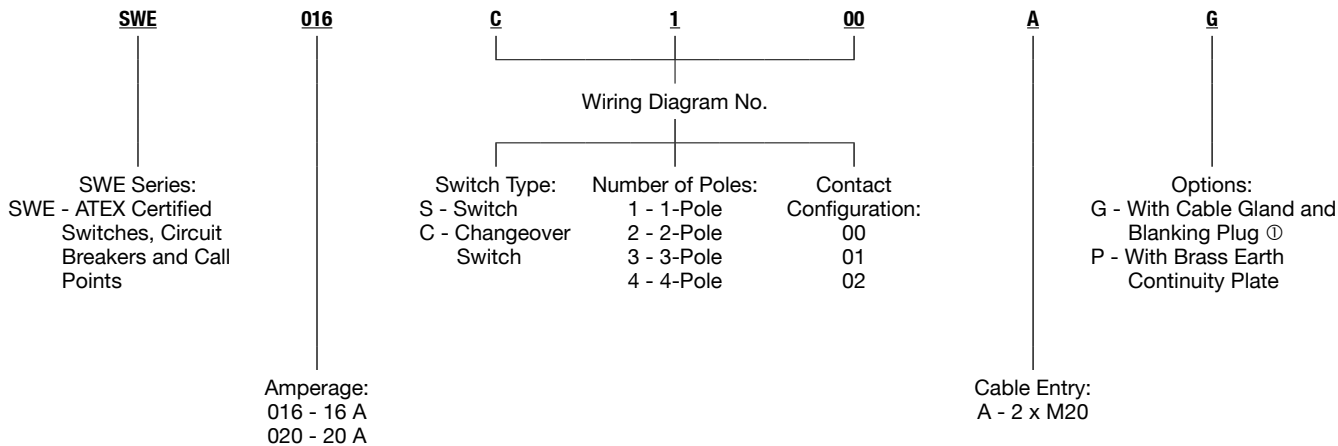 SWE 016 C 1 00 A G
Wiring Diagram No.
SWE Series:
SWE - ATEX Certified
Switches, Circuit
Breakers and Call
Points
Amperage:
016 - 16 A
020 - 20 A
Switch Type:
S - Switch
C - Changeover
Switch
Number of Poles:
1 - 1-Pole
2 - 2-Pole
3 - 3-Pole
4 - 4-Pole
Contact
Configuration:
00
01
02
Cable Entry:
A - 2 x M20
Options:
G - With Cable Gland and
Blanking Plug ①
P - With Brass Earth
Continuity Plate